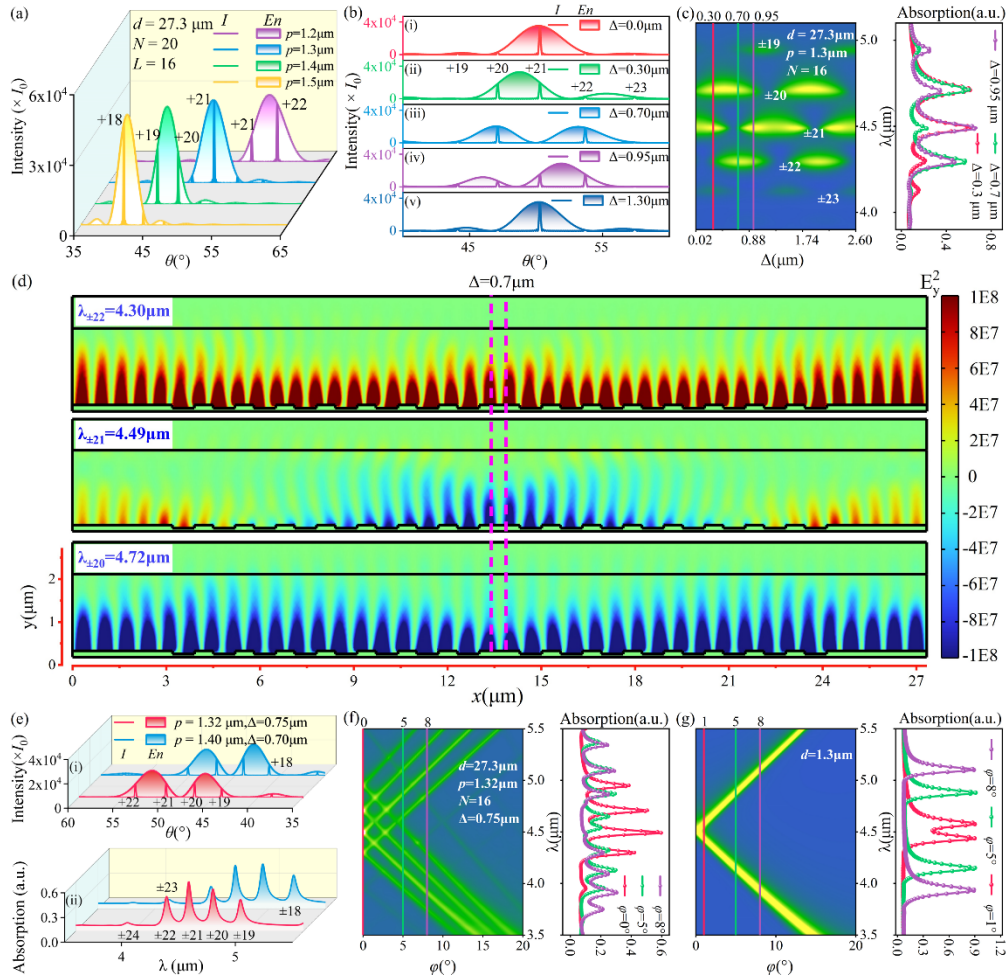 (a)
d = 27.3 μm
N = 20
L = 16
I En
p=1.2μm
p=1.3μm
p=1.4μm
p=1.5μm
6x10⁴
3x10⁴
0
Intensity(× I₀)
+18
+19
+20
+21
+21
+22
35 45 55 65
θ(°)
(b)
I En
(i) Δ=0.0μm
(ii) Δ=0.30μm
+19 +20 +21 +22 +23
(iii) Δ=0.70μm
(iv) Δ=0.95μm
(v) Δ=1.30μm
4x10⁴
0
4x10⁴
0
4x10⁴
0
Intensity(× I₀)
45 55
θ(°)
(c)
0.30 0.70 0.95
d = 27.3μm
p = 1.3μm
N = 16
±19
±20
±21
±22
±23
5.0
4.5
4.0
λ(μm)
0.02 0.88 1.74 2.60
Δ(μm)
Absorption(a.u.)
Δ=0.95 μm
Δ=0.7 μm
Δ=0.3 μm
0.0 0.4 0.8
(d)
Δ=0.7μm
λ±22=4.30μm
λ±21=4.49μm
λ±20=4.72μm
2
1
0
y(μm)
0 3 6 9 12 15 18 21 24 27
x(μm)
E_y²
1E8
8E7
6E7
4E7
2E7
0
-2E7
-4E7
-6E7
-8E7
-1E8
(e)
p = 1.32 μm,Δ=0.75μm
p = 1.40 μm,Δ=0.70μm
I En
(i)
4x10⁴
2x10⁴
0
Intensity(×I₀)
+18
+22 +21 +20 +19
60 50 40 34
θ(°)
(ii)
0.6
0.3
0.0
Absorption (a.u.)
±23
±18
±24 ±22 ±21 ±20 ±19
4 5
λ (μm)
(f)
0 5 8
d=27.3μm
p=1.32μm
N=16
Δ=0.75μm
5.5
5.0
4.5
4.0
3.5
λ(μm)
0 5 10 15 20
φ(°)
Absorption(a.u.)
φ=0°
φ=5°
φ=8°
0.0 0.2 0.4 0.6
(g)
1 5 8
d=1.3μm
5.5
5.0
4.5
4.0
3.5
λ(μm)
0 10 20
φ(°)
Absorption(a.u.)
φ=8°
φ=5°
φ=1°
0.0 0.3 0.6 0.9